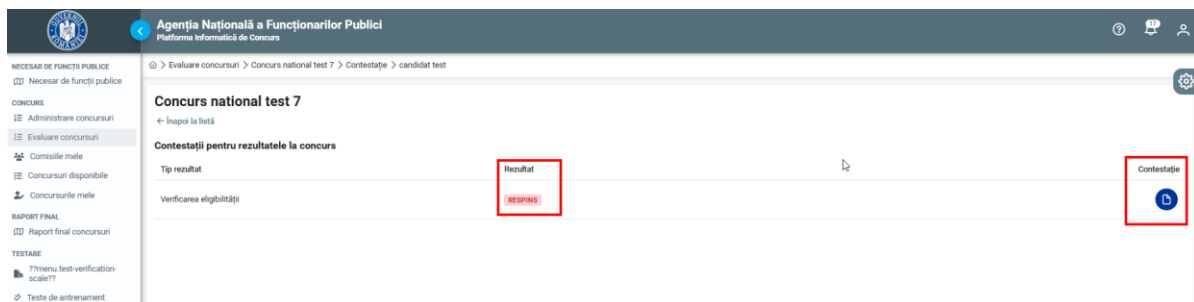 GUVERNUL
ROMÂNIEI
Agenția Națională a Funcționarilor Publici
Platforma Informatică de Concurs
17
NECESAR DE FUNCȚII PUBLICE
Necesar de funcții publice
CONCURS
Administrare concursuri
Evaluare concursuri
Comisiile mele
Concursuri disponibile
Concursurile mele
RAPORT FINAL
Raport final concursuri
TESTARE
??menu.test-verification-
scale??
Teste de antrenament
> Evaluare concursuri > Concurs national test 7 > Contestație > candidat test
Concurs national test 7
← Înapoi la listă
Contestații pentru rezultatele la concurs
Tip rezultat Rezultat Contestație
Verificarea eligibilității RESPINS